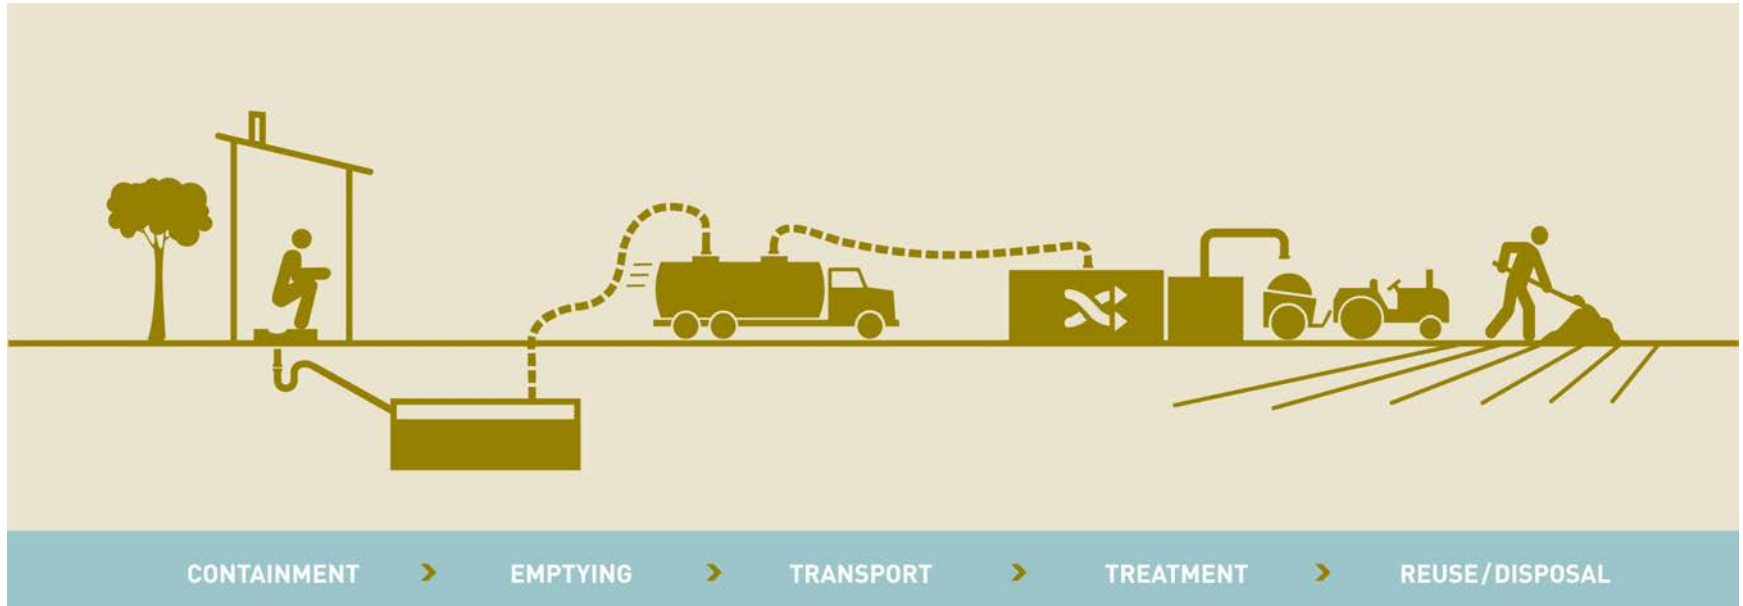 CONTAINMENT > EMPTYING > TRANSPORT > TREATMENT > REUSE/DISPOSAL